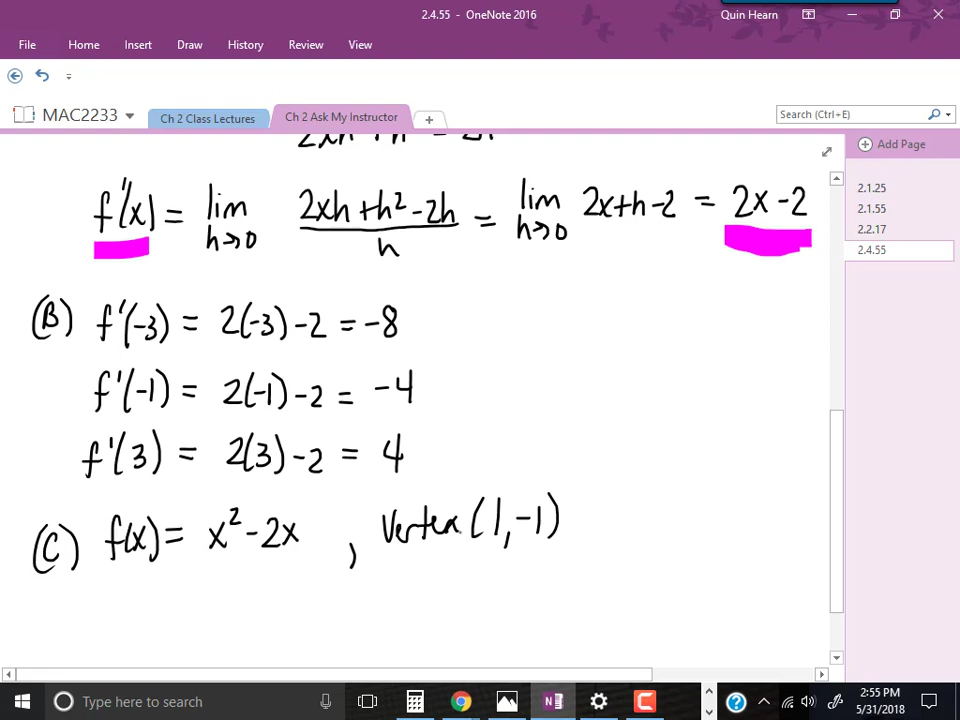 2.4.55 - OneNote 2016
Quin Hearn
File Home Insert Draw History Review View
MAC2233
Ch 2 Class Lectures
Ch 2 Ask My Instructor
Search (Ctrl+E)
Add Page
2.1.25
2.1.55
2.2.17
2.4.55
f'(x) = lim h→0 (2xh + h² - 2h)/h = lim h→0 2x+h-2 = 2x-2
(B) f'(-3) = 2(-3)-2 = -8
f'(-1) = 2(-1)-2 = -4
f'(3) = 2(3)-2 = 4
(C) f(x) = x² - 2x , vertex (1,-1)
Type here to search
2:55 PM
5/31/2018